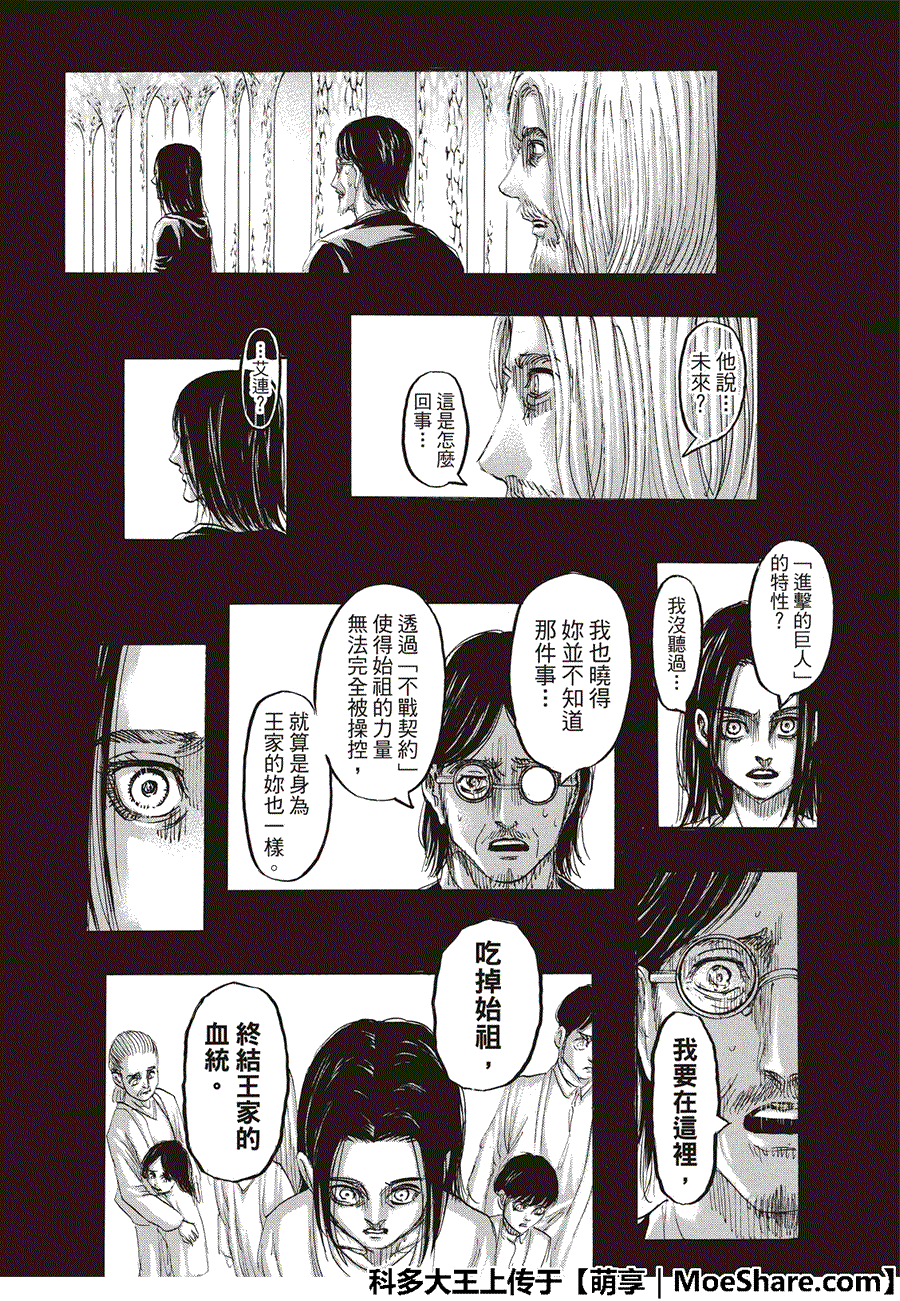 他說…
未來？
這是怎麼
回事…
…艾連？
「進擊的巨人」
的特性？
我沒聽過…
我也曉得
妳並不知道
那件事…
透過「不戰契約」
使得始祖的力量
無法完全被操控，
就算是身為
王家的妳也一樣。
我要在這裡，
吃掉始祖，
終結王家的
血統。
科多大王上传于【萌享｜MoeShare.com】